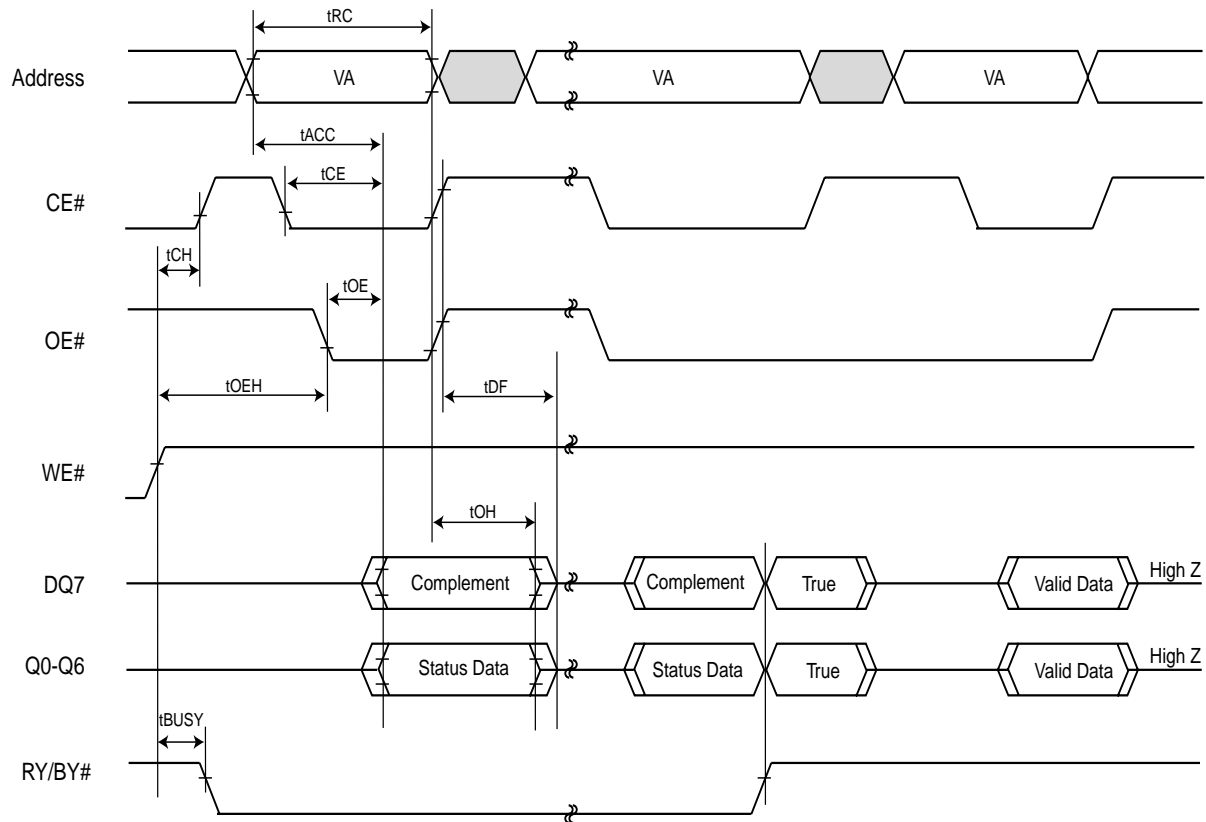 tRC
Address VA VA VA
tACC
tCE
CE#
tCH
tOE
OE#
tOEH tDF
WE#
tOH
DQ7 Complement Complement True Valid Data High Z
Q0-Q6 Status Data Status Data True Valid Data High Z
tBUSY
RY/BY#